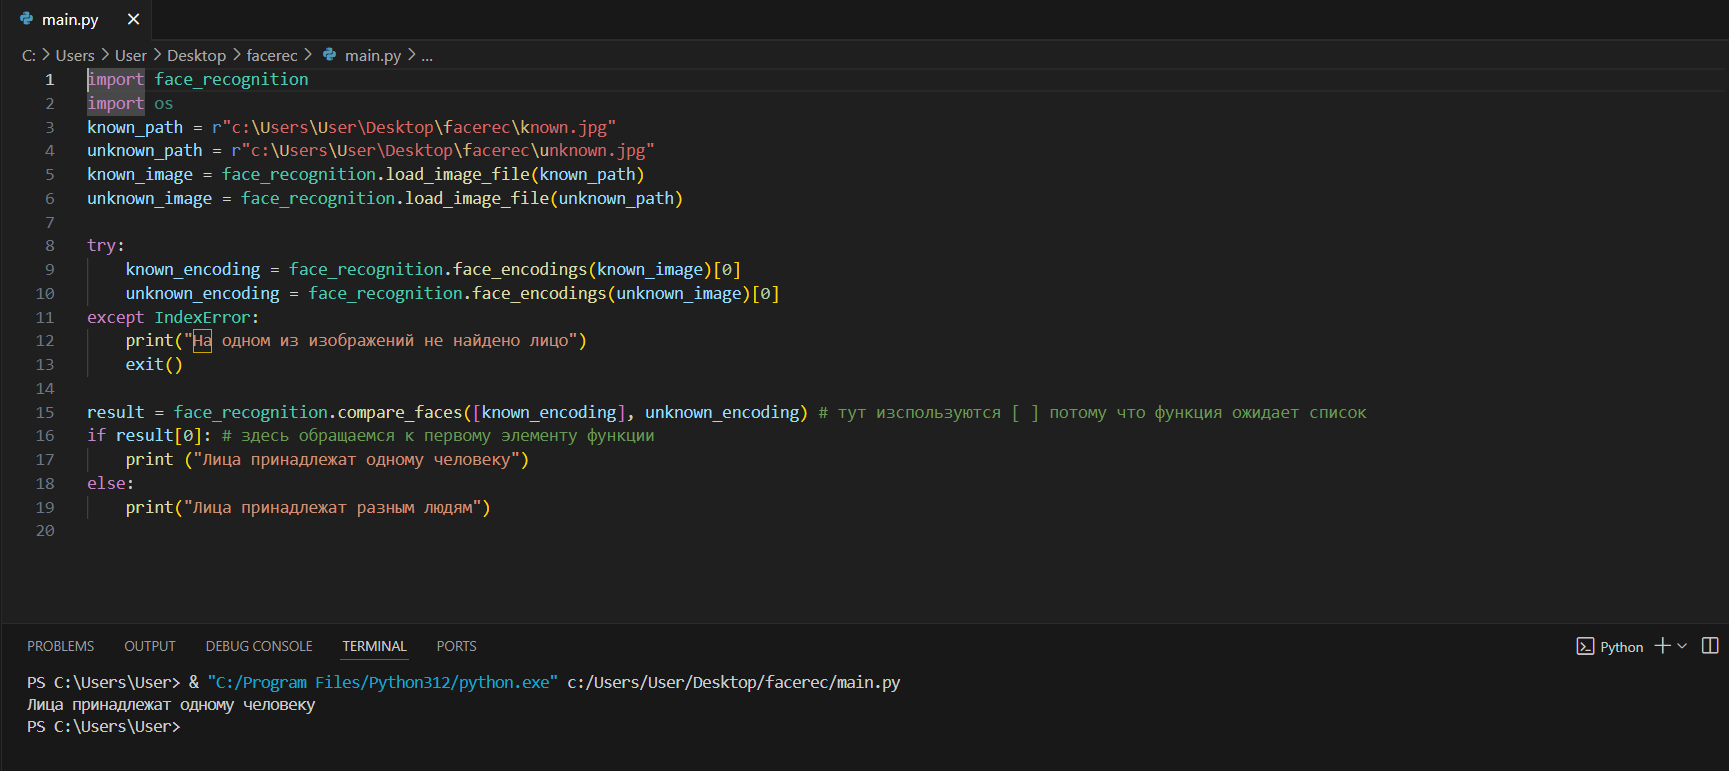 main.py ×
C: > Users > User > Desktop > facerec > main.py > ...
1 import face_recognition
2 import os
3 known_path = r"c:\Users\User\Desktop\facerec\known.jpg"
4 unknown_path = r"c:\Users\User\Desktop\facerec\unknown.jpg"
5 known_image = face_recognition.load_image_file(known_path)
6 unknown_image = face_recognition.load_image_file(unknown_path)
7
8 try:
9     known_encoding = face_recognition.face_encodings(known_image)[0]
10     unknown_encoding = face_recognition.face_encodings(unknown_image)[0]
11 except IndexError:
12     print("На одном из изображений не найдено лицо")
13     exit()
14
15 result = face_recognition.compare_faces([known_encoding], unknown_encoding) # тут изспользуются [ ] потому что функция ожидает список
16 if result[0]: # здесь обращаемся к первому элементу функции
17     print ("Лица принадлежат одному человеку")
18 else:
19     print("Лица принадлежат разным людям")
20
PROBLEMS OUTPUT DEBUG CONSOLE TERMINAL PORTS Python
PS C:\Users\User> & "C:/Program Files/Python312/python.exe" c:/Users/User/Desktop/facerec/main.py
Лица принадлежат одному человеку
PS C:\Users\User>